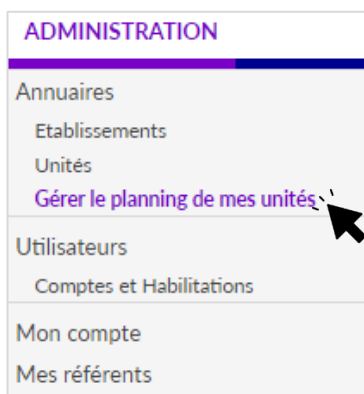 ADMINISTRATION
Annuaires
Etablissements
Unités
Gérer le planning de mes unités
Utilisateurs
Comptes et Habilitations
Mon compte
Mes référents